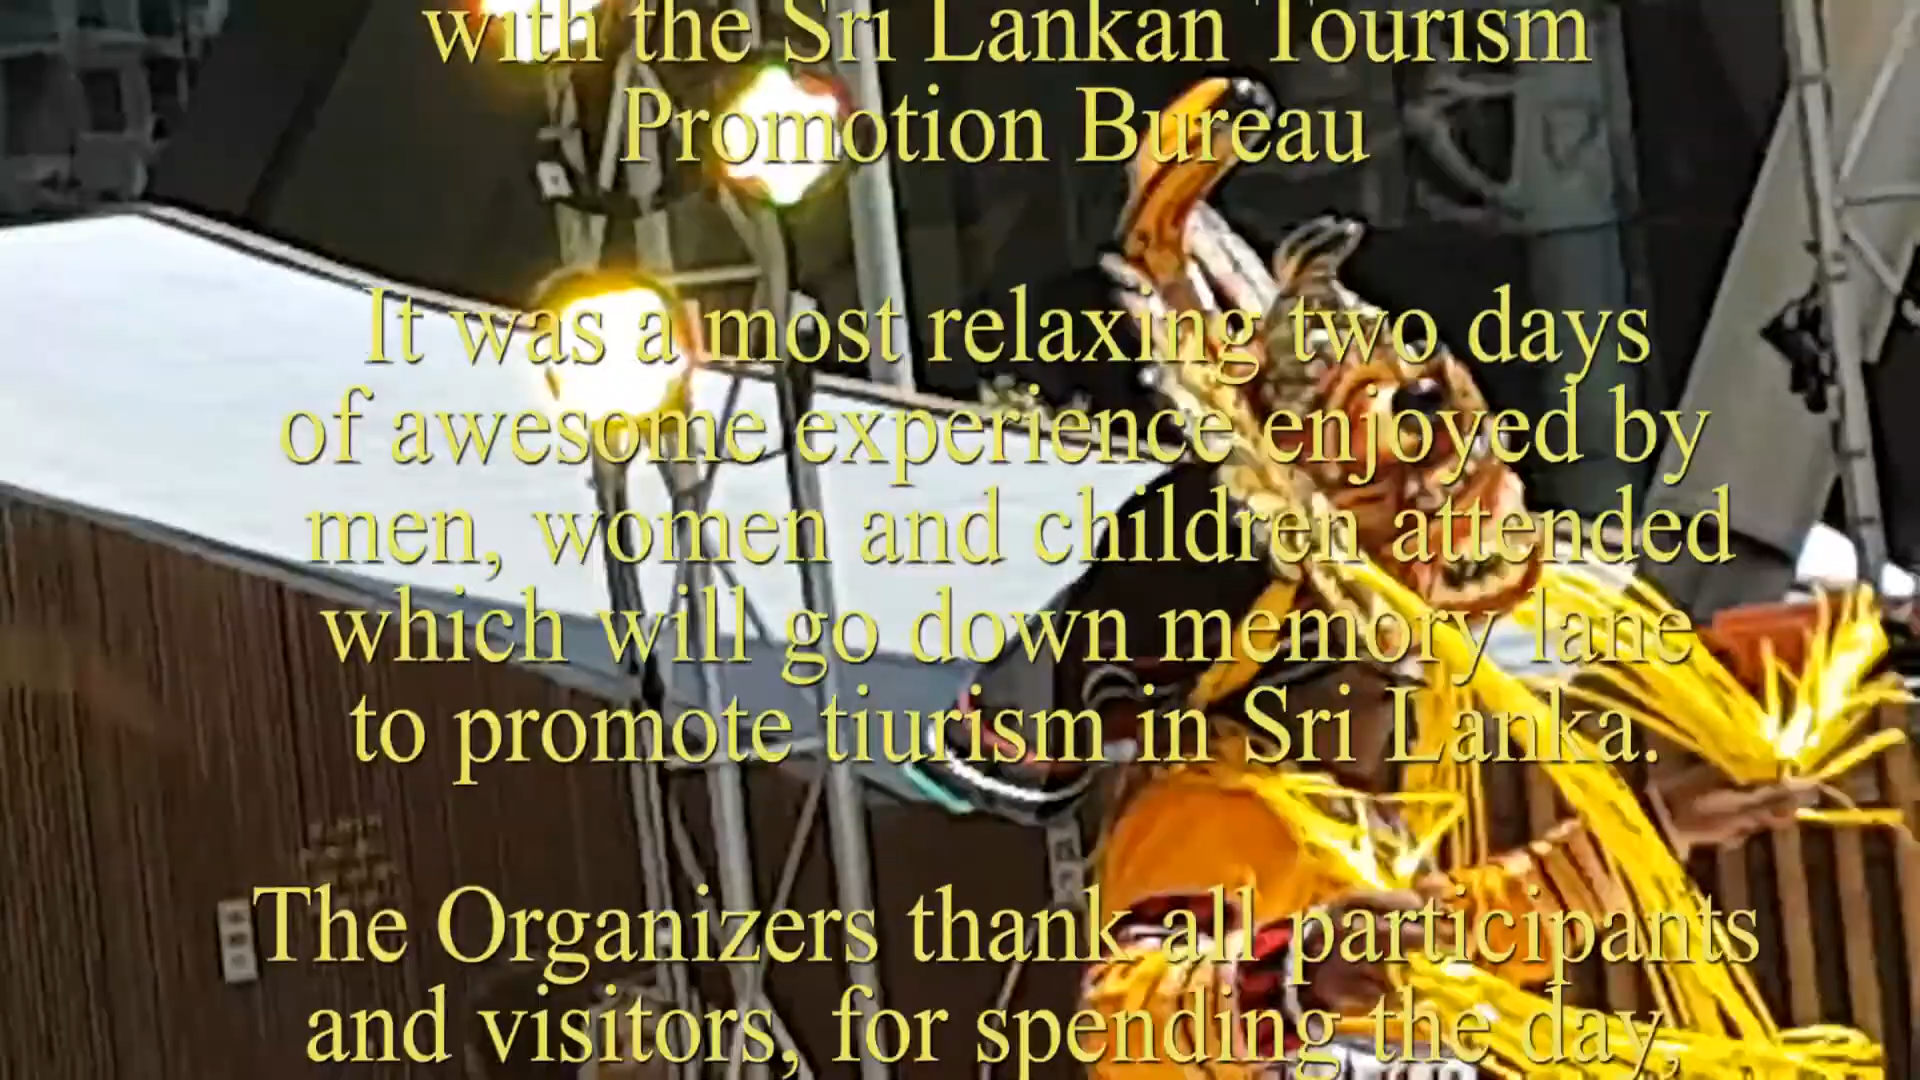 with the Sri Lankan Tourism
Promotion Bureau
It was a most relaxing two days
of awesome experience enjoyed by
men, women and children attended
which will go down memory lane
to promote tiurism in Sri Lanka.
The Organizers thank all participants
and visitors, for spending the day,